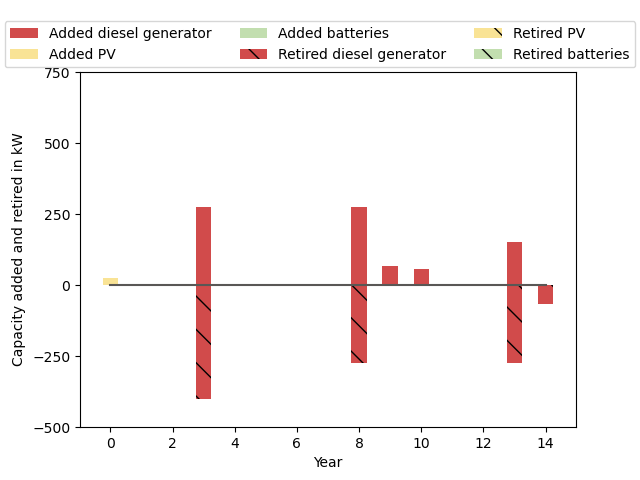 Added diesel generator Added batteries Retired PV
Added PV Retired diesel generator Retired batteries
750
500
250
0
−250
−500
Capacity added and retired in kW
0 2 4 6 8 10 12 14
Year